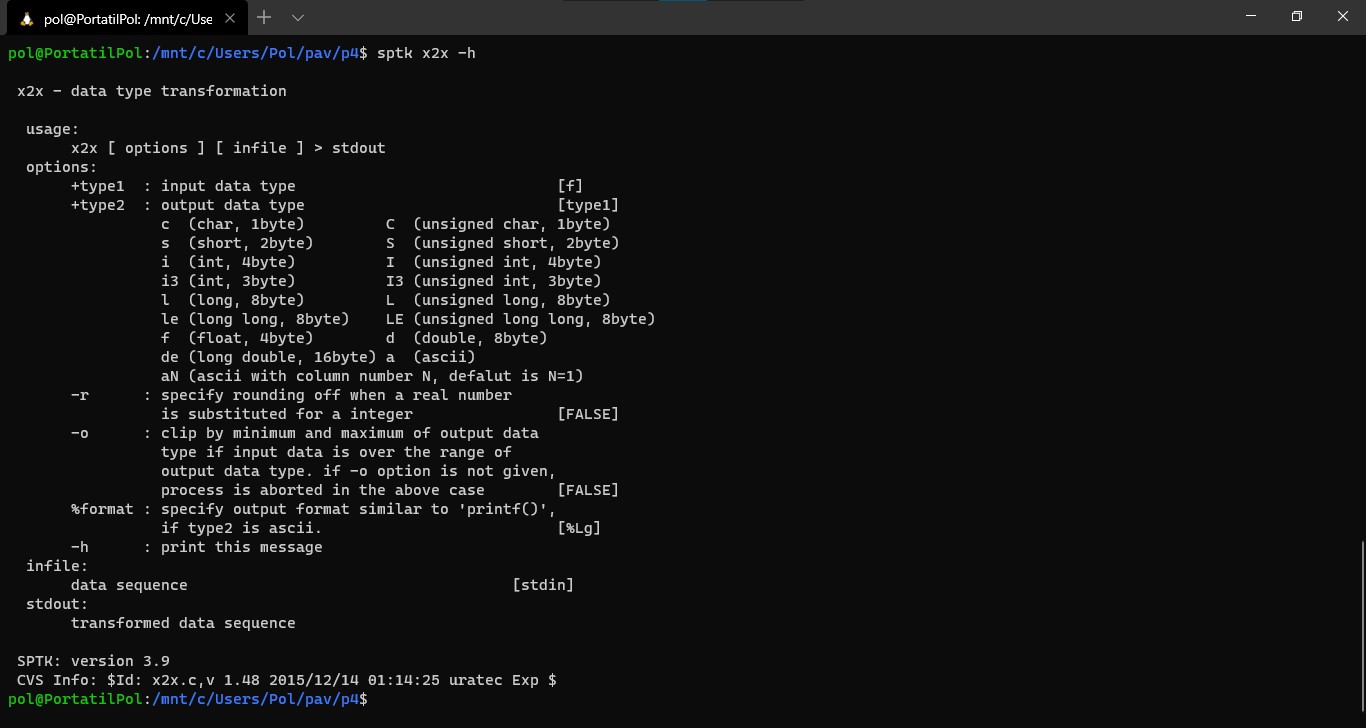 pol@PortatilPol: /mnt/c/Use
pol@PortatilPol:/mnt/c/Users/Pol/pav/p4$ sptk x2x -h
x2x - data type transformation
usage:
x2x [ options ] [ infile ] > stdout
options:
+type1 : input data type [f]
+type2 : output data type [type1]
c (char, 1byte) C (unsigned char, 1byte)
s (short, 2byte) S (unsigned short, 2byte)
i (int, 4byte) I (unsigned int, 4byte)
i3 (int, 3byte) I3 (unsigned int, 3byte)
l (long, 8byte) L (unsigned long, 8byte)
le (long long, 8byte) LE (unsigned long long, 8byte)
f (float, 4byte) d (double, 8byte)
de (long double, 16byte) a (ascii)
aN (ascii with column number N, defalut is N=1)
-r : specify rounding off when a real number
is substituted for a integer [FALSE]
-o : clip by minimum and maximum of output data
type if input data is over the range of
output data type. if -o option is not given,
process is aborted in the above case [FALSE]
%format : specify output format similar to 'printf()',
if type2 is ascii. [%Lg]
-h : print this message
infile:
data sequence [stdin]
stdout:
transformed data sequence
SPTK: version 3.9
CVS Info: $Id: x2x.c,v 1.48 2015/12/14 01:14:25 uratec Exp $
pol@PortatilPol:/mnt/c/Users/Pol/pav/p4$